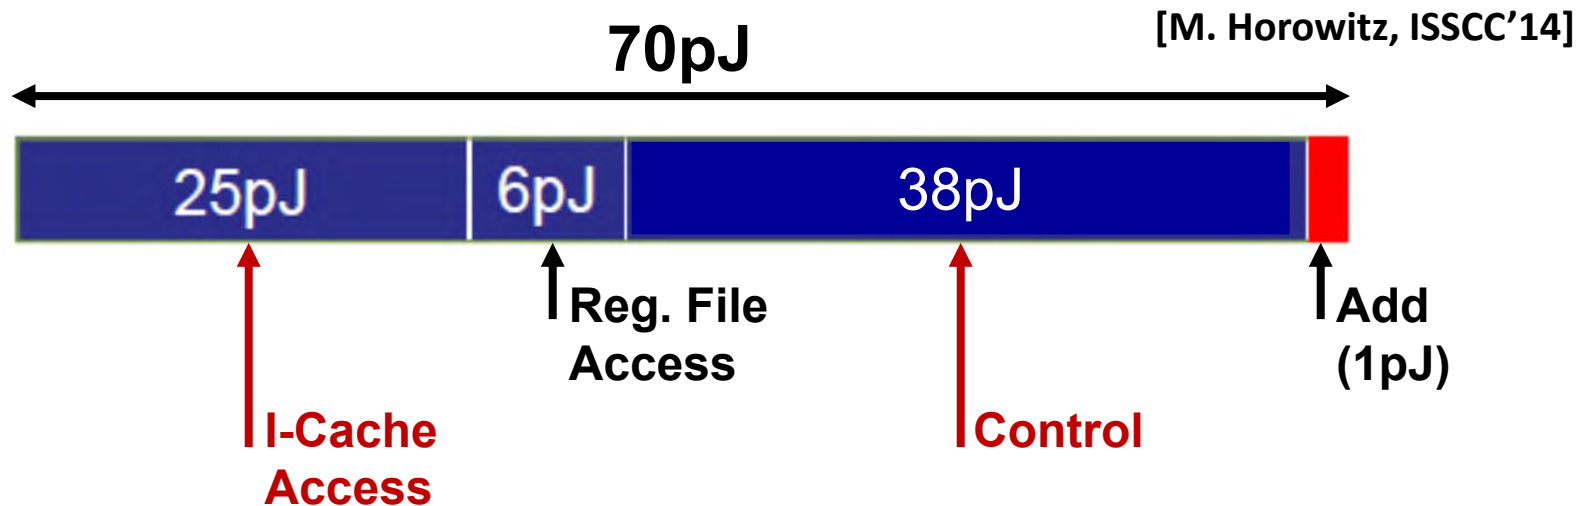 [M. Horowitz, ISSCC’14]
70pJ
25pJ
6pJ
38pJ
Reg. File
Access
Add
(1pJ)
I-Cache
Access
Control